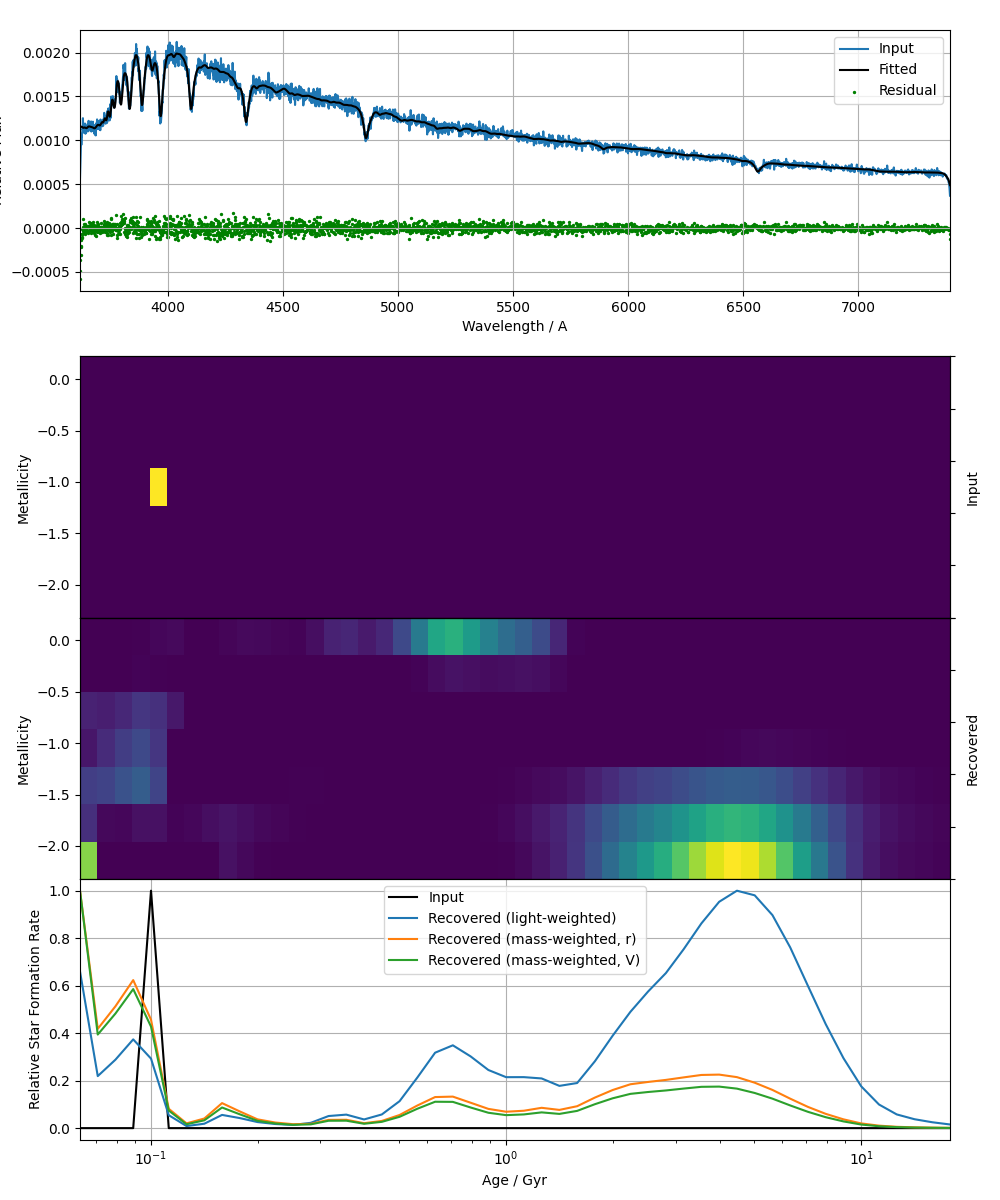 0.0020
0.0015
0.0010
0.0005
0.0000
−0.0005
Input
Fitted
Residual
4000
4500
5000
5500
6000
6500
7000
Wavelength / A
0.0
−0.5
−1.0
−1.5
−2.0
Metallicity
Input
0.0
−0.5
−1.0
−1.5
−2.0
Metallicity
Recovered
1.0
0.8
0.6
0.4
0.2
0.0
Relative Star Formation Rate
Input
Recovered (light-weighted)
Recovered (mass-weighted, r)
Recovered (mass-weighted, V)
10⁻¹
10⁰
10¹
Age / Gyr